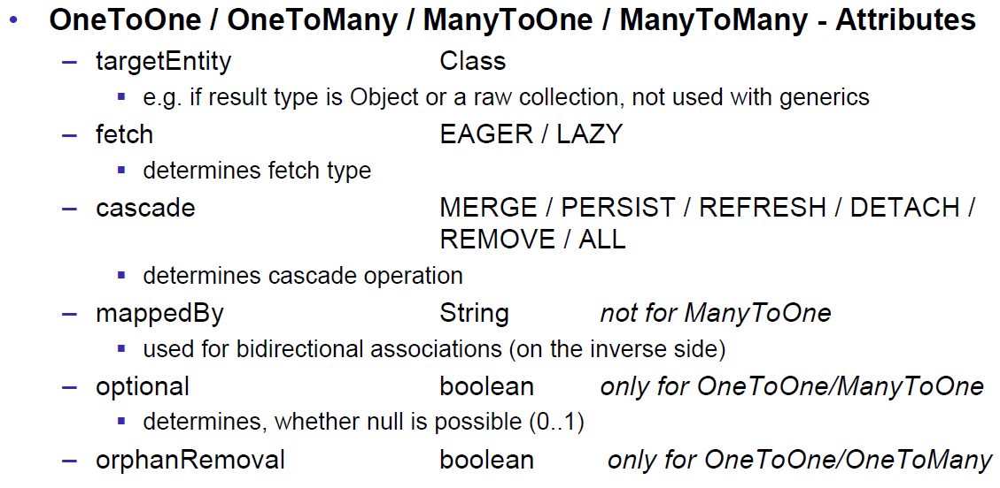 • OneToOne / OneToMany / ManyToOne / ManyToMany - Attributes
– targetEntity Class
▪ e.g. if result type is Object or a raw collection, not used with generics
– fetch EAGER / LAZY
▪ determines fetch type
– cascade MERGE / PERSIST / REFRESH / DETACH /
REMOVE / ALL
▪ determines cascade operation
– mappedBy String not for ManyToOne
▪ used for bidirectional associations (on the inverse side)
– optional boolean only for OneToOne/ManyToOne
▪ determines, whether null is possible (0..1)
– orphanRemoval boolean only for OneToOne/OneToMany